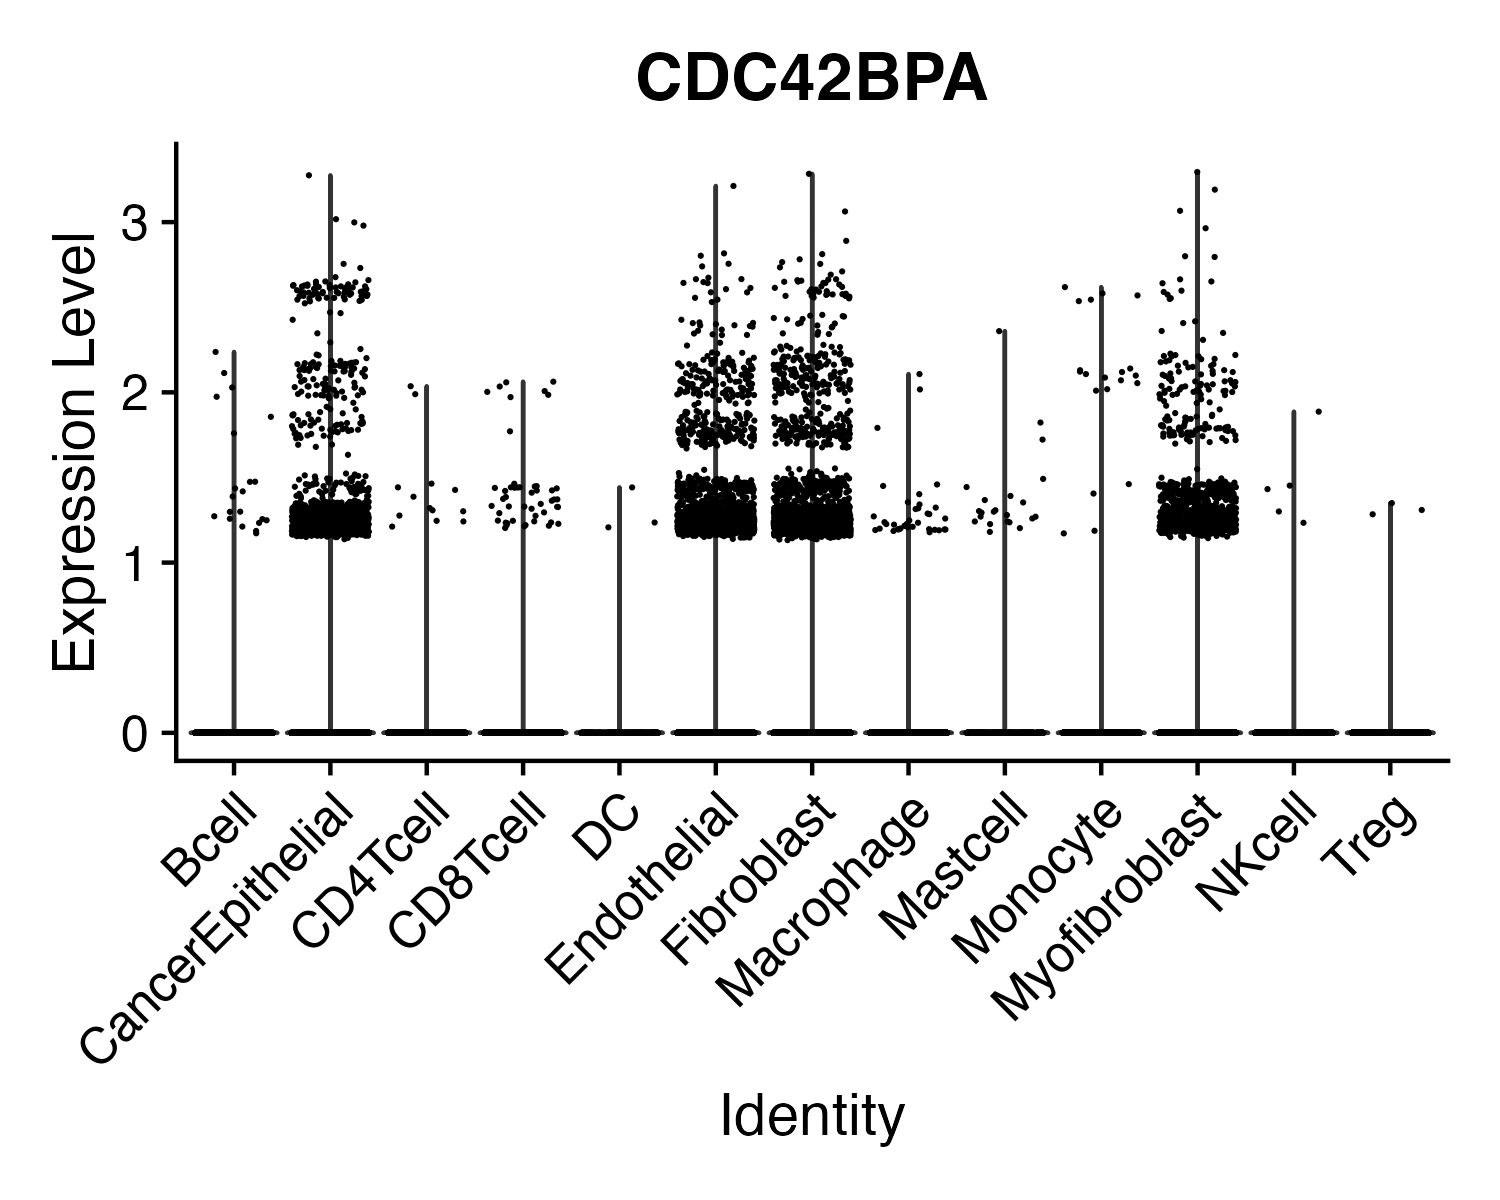 CDC42BPA
Expression Level
3
2
1
0
Bcell
CancerEpithelial
CD4Tcell
CD8Tcell
DC
Endothelial
Fibroblast
Macrophage
Mastcell
Monocyte
Myofibroblast
NKcell
Treg
Identity